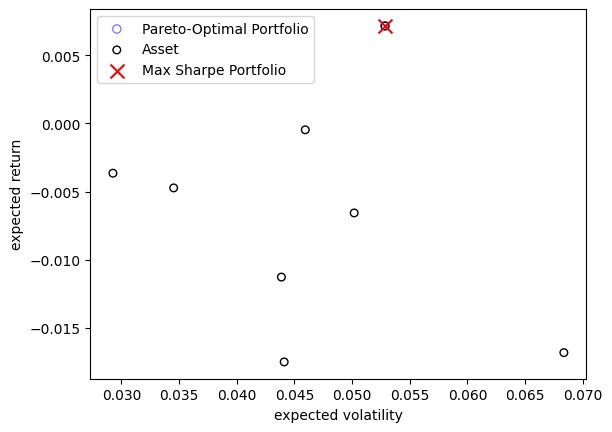 Pareto-Optimal Portfolio
Asset
Max Sharpe Portfolio
0.005
0.000
−0.005
−0.010
−0.015
expected return
0.030 0.035 0.040 0.045 0.050 0.055 0.060 0.065 0.070
expected volatility